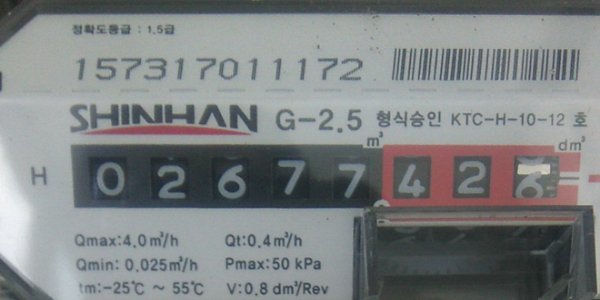 정확도등급 : 1.5급
157317011172
SHINHAN G-2.5 형식승인 KTC-H-10-12 호
m³ dm³
H 0 2 6 7 7 4 2
Qmax:4.0㎥/h Qt:0.4㎥/h
Qmin: 0.025㎥/h Pmax:50 kPa
tm:-25℃ ~ 55℃ V:0.8 dm³/Rev